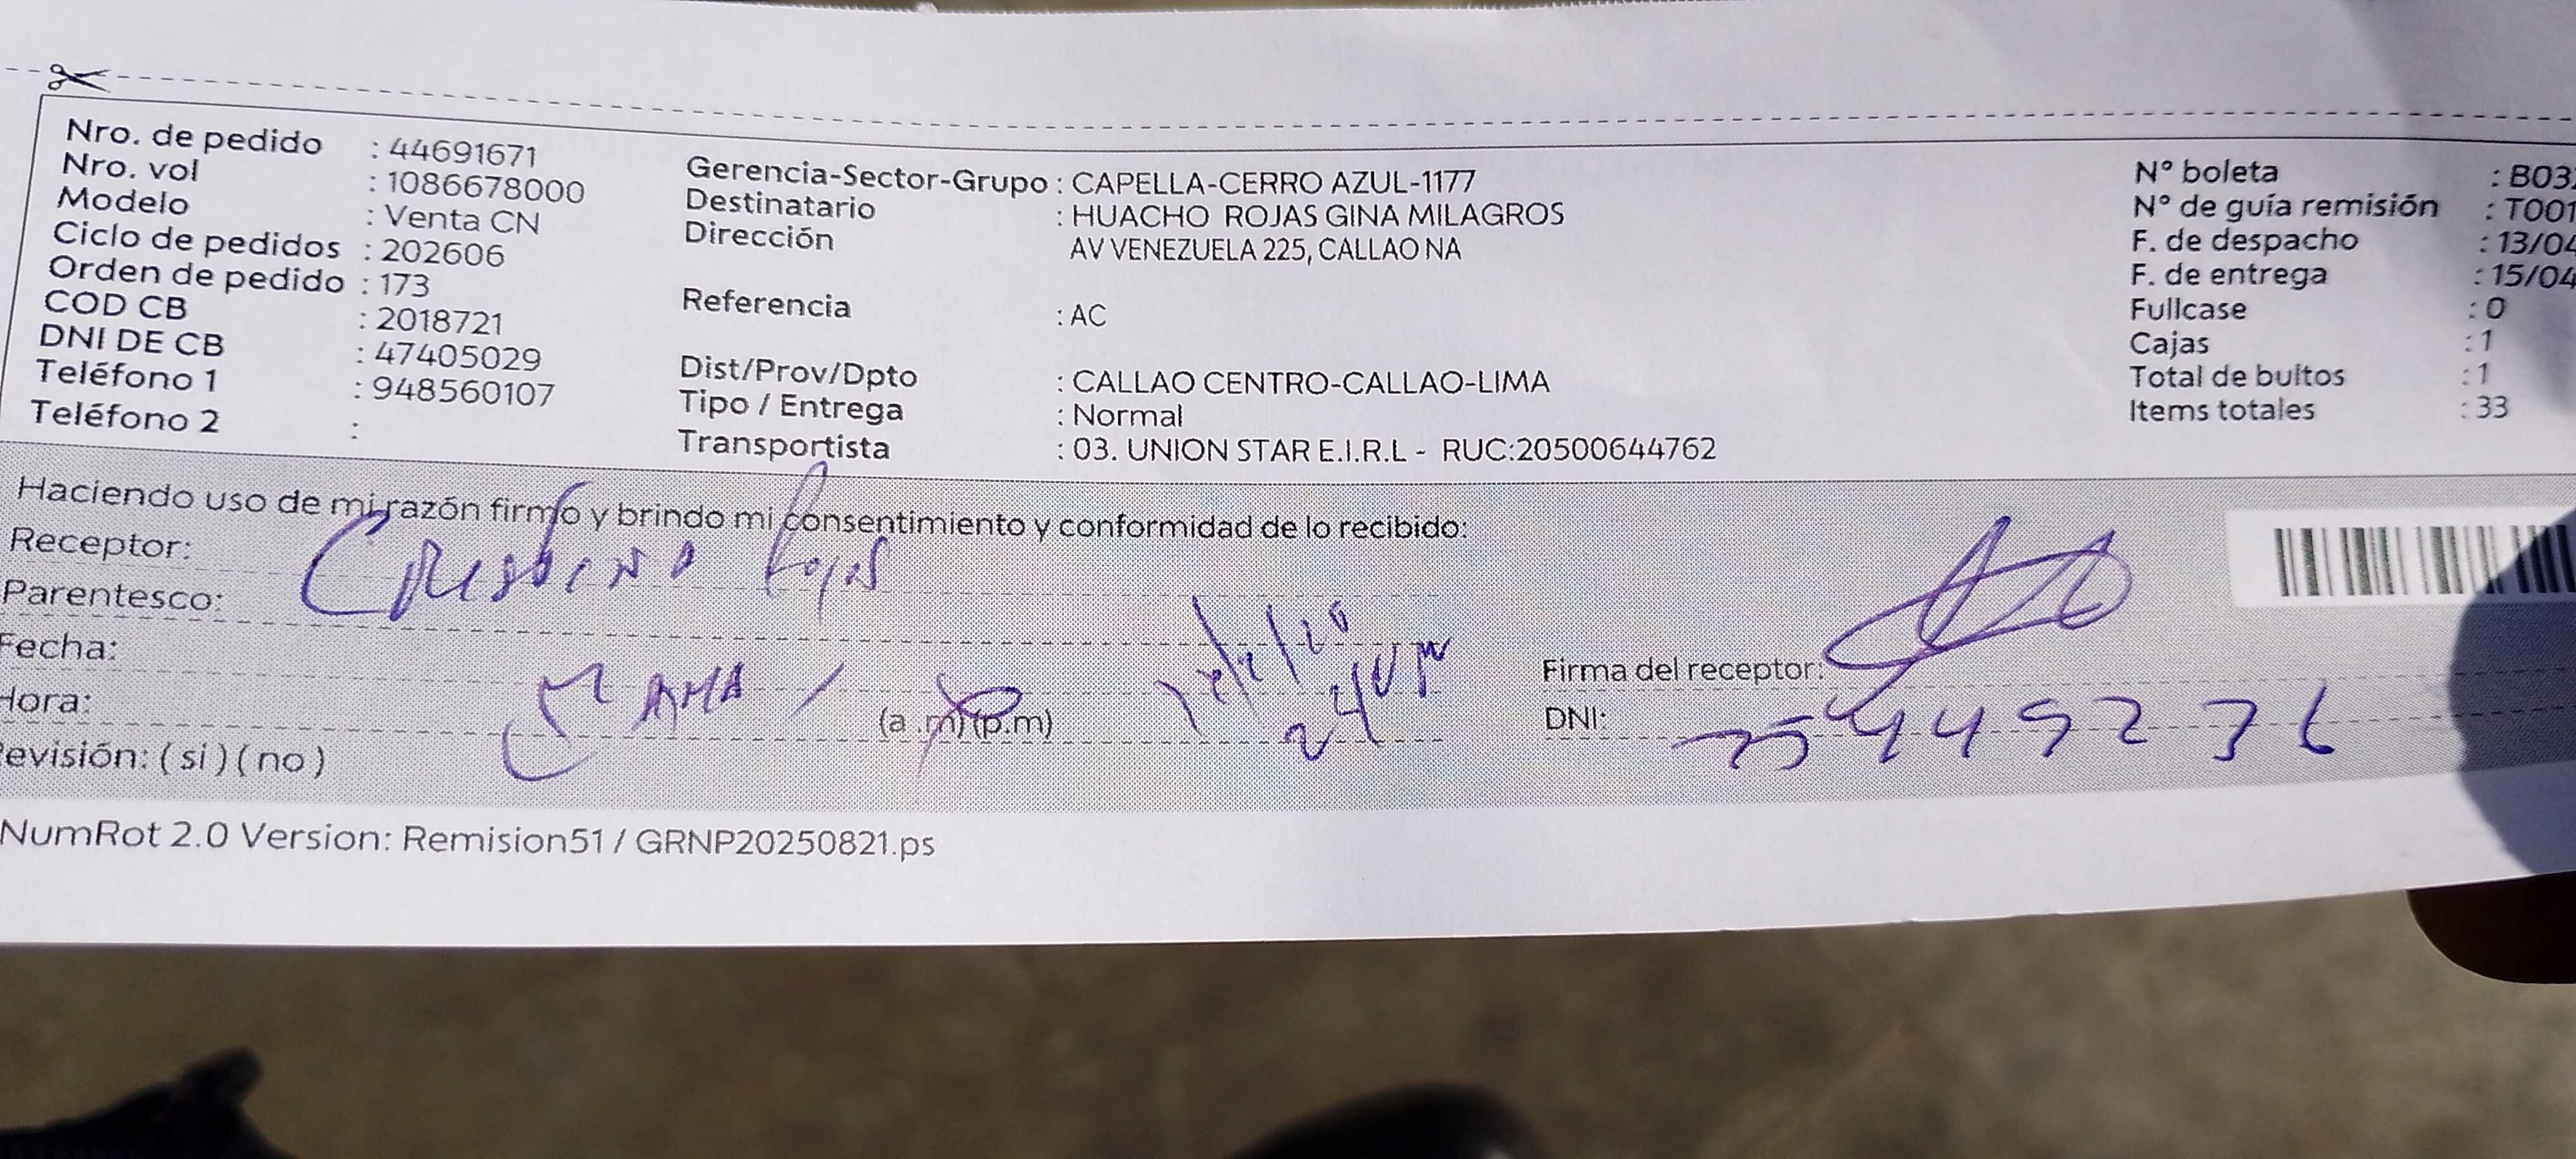 Nro. de pedido : 44691671
Nro. vol : 1086678000
Modelo : Venta CN
Ciclo de pedidos : 202606
Orden de pedido : 173
COD CB : 2018721
DNI DE CB : 47405029
Teléfono 1 : 948560107
Teléfono 2 :
Gerencia-Sector-Grupo : CAPELLA-CERRO AZUL-1177
Destinatario : HUACHO ROJAS GINA MILAGROS
Dirección AV VENEZUELA 225, CALLAO NA
Referencia : AC
Dist/Prov/Dpto : CALLAO CENTRO-CALLAO-LIMA
Tipo / Entrega : Normal
Transportista : 03. UNION STAR E.I.R.L - RUC:20500644762
N° boleta : B03
N° de guía remisión : T001
F. de despacho : 13/04
F. de entrega : 15/04
Fullcase : 0
Cajas : 1
Total de bultos : 1
Items totales : 33
Haciendo uso de mi razón firmo y brindo mi consentimiento y conformidad de lo recibido:
Receptor: Rojas
Parentesco:
Fecha:
Hora: MAMA (a.m)(p.m)
evisión: ( si ) ( no )
Firma del receptor:
DNI:
NumRot 2.0 Version: Remision51 / GRNP20250821.ps